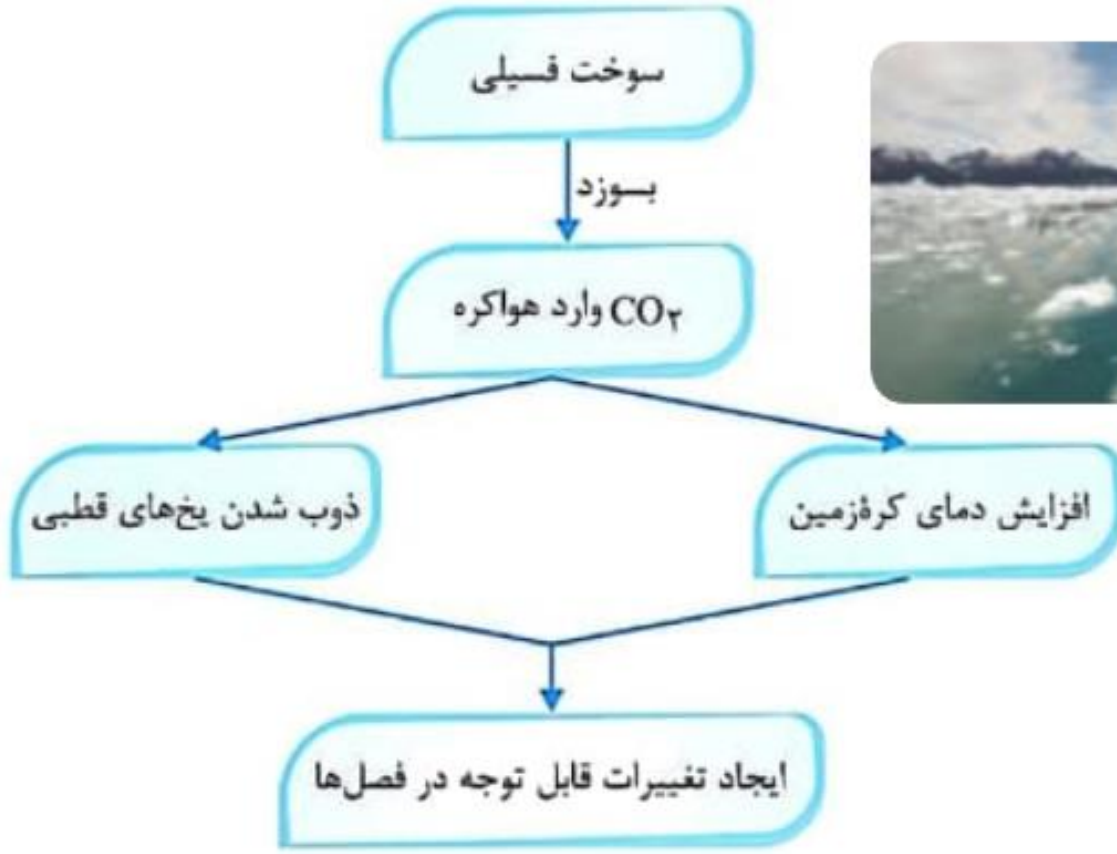 سوخت فسیلی
بسوزد
CO۲ وارد هواکره
افزایش دمای کرهٔزمین
ذوب شدن یخ‌های قطبی
ایجاد تغییرات قابل توجه در فصل‌ها